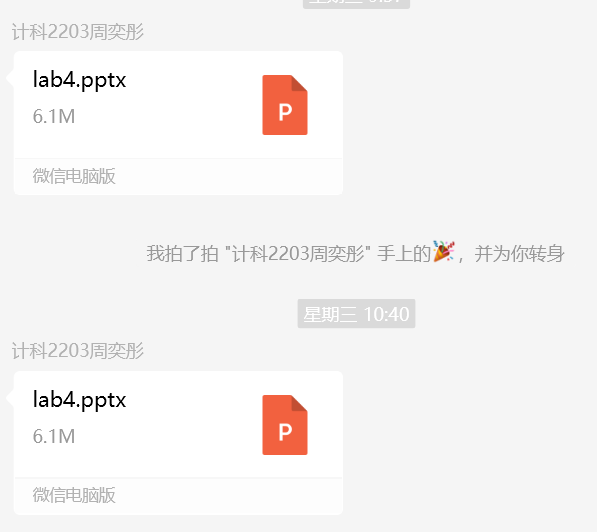 计科2203周奕彤
lab4.pptx
6.1M
P
微信电脑版
我拍了拍 "计科2203周奕彤" 手上的🎉，并为你转身
星期三 10:40
计科2203周奕彤
lab4.pptx
6.1M
P
微信电脑版